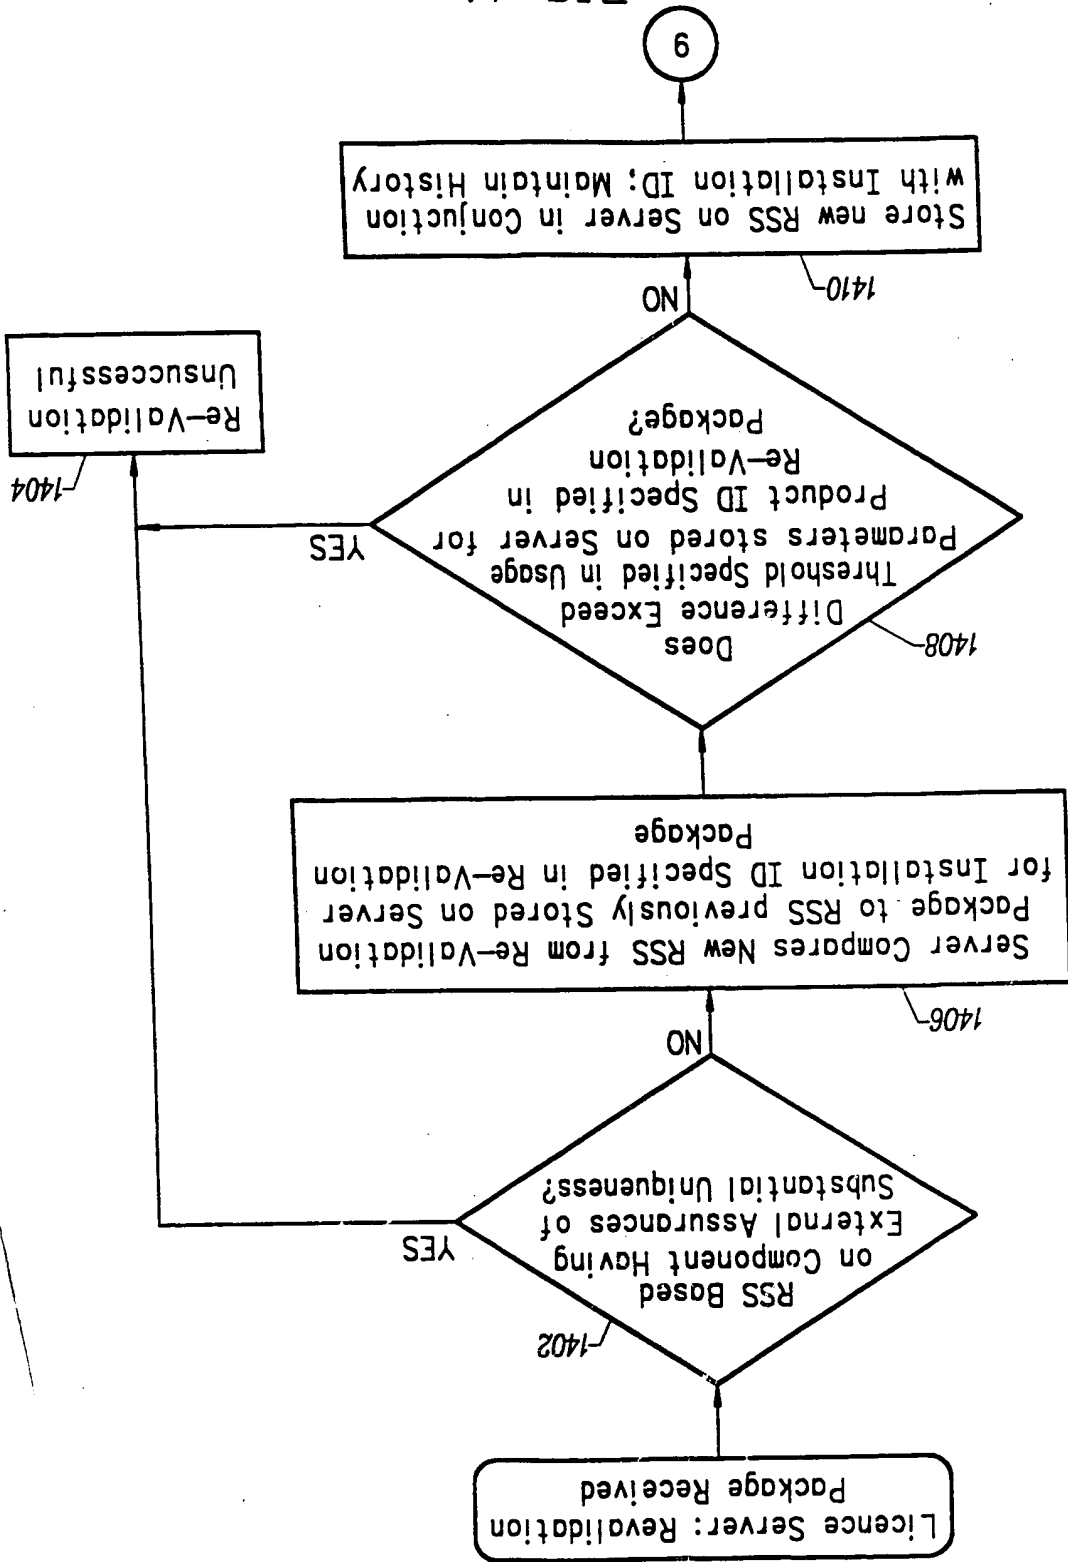 Licence Server: Revalidation
Package Received
1402
RSS Based
on Component Having
External Assurances of
Substantial Uniqueness?
YES
NO
1406
Server Compares New RSS from Re-Validation
Package to RSS previously Stored on Server
for Installation ID Specified in Re-Validation
Package
1408
Does
Difference Exceed
Threshold Specified in Usage
Parameters stored on Server for
Product ID Specified in
Re-Validation
Package?
YES
NO
1404
Re-Validation
Unsuccessful
1410
Store new RSS on Server in Conjuction
with Installation ID; Maintain History
6